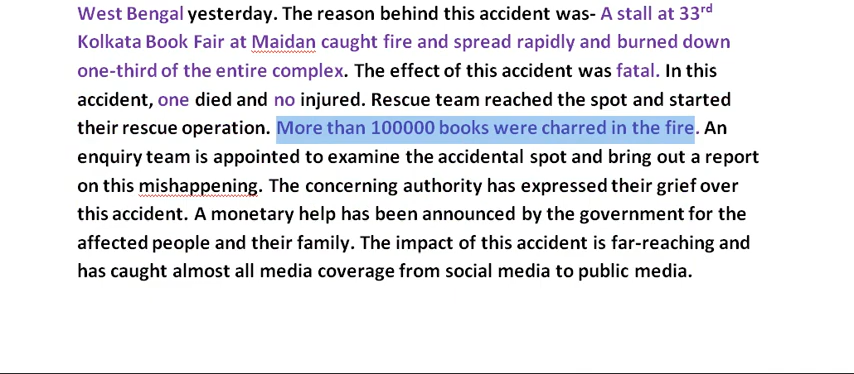 West Bengal yesterday. The reason behind this accident was- A stall at 33rd
Kolkata Book Fair at Maidan caught fire and spread rapidly and burned down
one-third of the entire complex. The effect of this accident was fatal. In this
accident, one died and no injured. Rescue team reached the spot and started
their rescue operation. More than 100000 books were charred in the fire. An
enquiry team is appointed to examine the accidental spot and bring out a report
on this mishappening. The concerning authority has expressed their grief over
this accident. A monetary help has been announced by the government for the
affected people and their family. The impact of this accident is far-reaching and
has caught almost all media coverage from social media to public media.